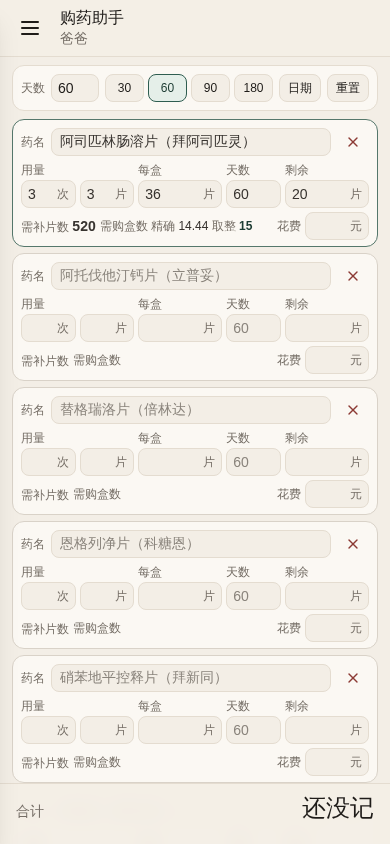 购药助手
爸爸
天数 60 30 60 90 180 日期 重置
药名 阿司匹林肠溶片（拜阿司匹灵）
用量 每盒 天数 剩余
3 次 3 片 36 片 60 20 片
需补片数 520 需购盒数 精确 14.44 取整 15 花费 元
药名 阿托伐他汀钙片（立普妥）
用量 每盒 天数 剩余
次 片 片 60 片
需补片数 需购盒数 花费 元
药名 替格瑞洛片（倍林达）
用量 每盒 天数 剩余
次 片 片 60 片
需补片数 需购盒数 花费 元
药名 恩格列净片（科糖恩）
用量 每盒 天数 剩余
次 片 片 60 片
需补片数 需购盒数 花费 元
药名 硝苯地平控释片（拜新同）
用量 每盒 天数 剩余
次 片 片 60 片
需补片数 需购盒数 花费 元
合计 还没记